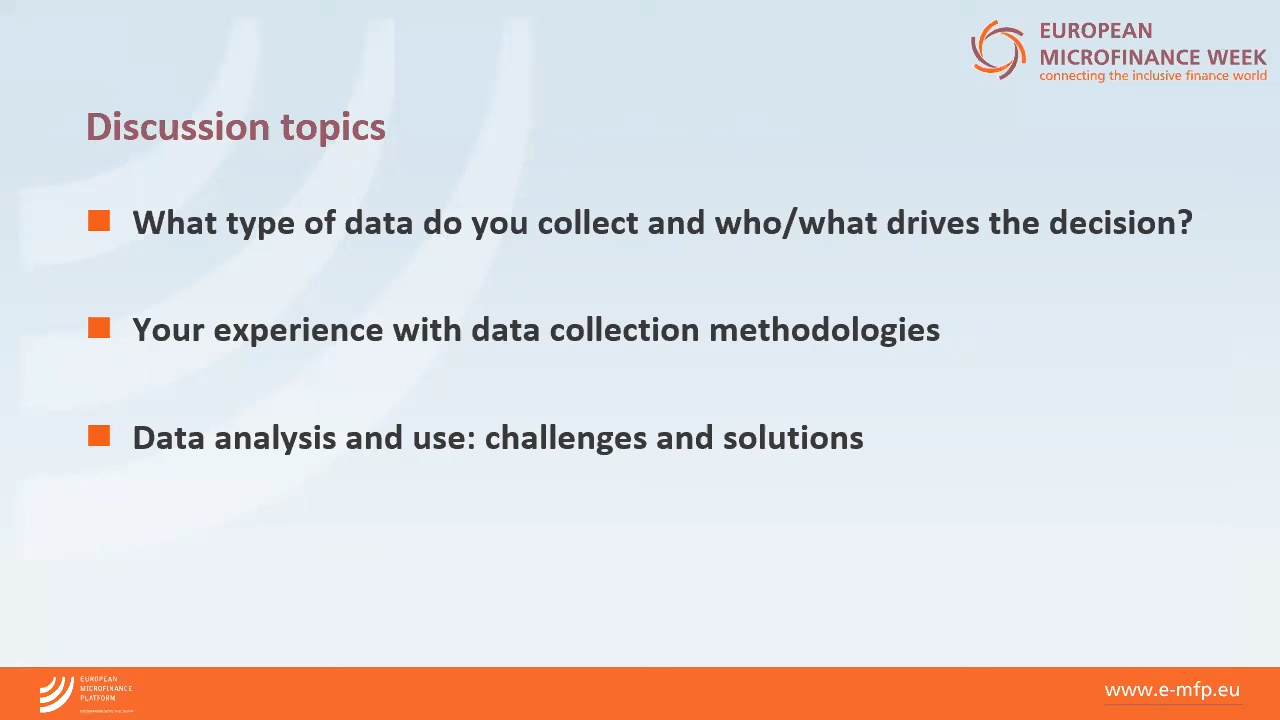 EUROPEAN
MICROFINANCE WEEK
connecting the inclusive finance world
Discussion topics
What type of data do you collect and who/what drives the decision?
Your experience with data collection methodologies
Data analysis and use: challenges and solutions
EUROPEAN
MICROFINANCE
PLATFORM
www.e-mfp.eu